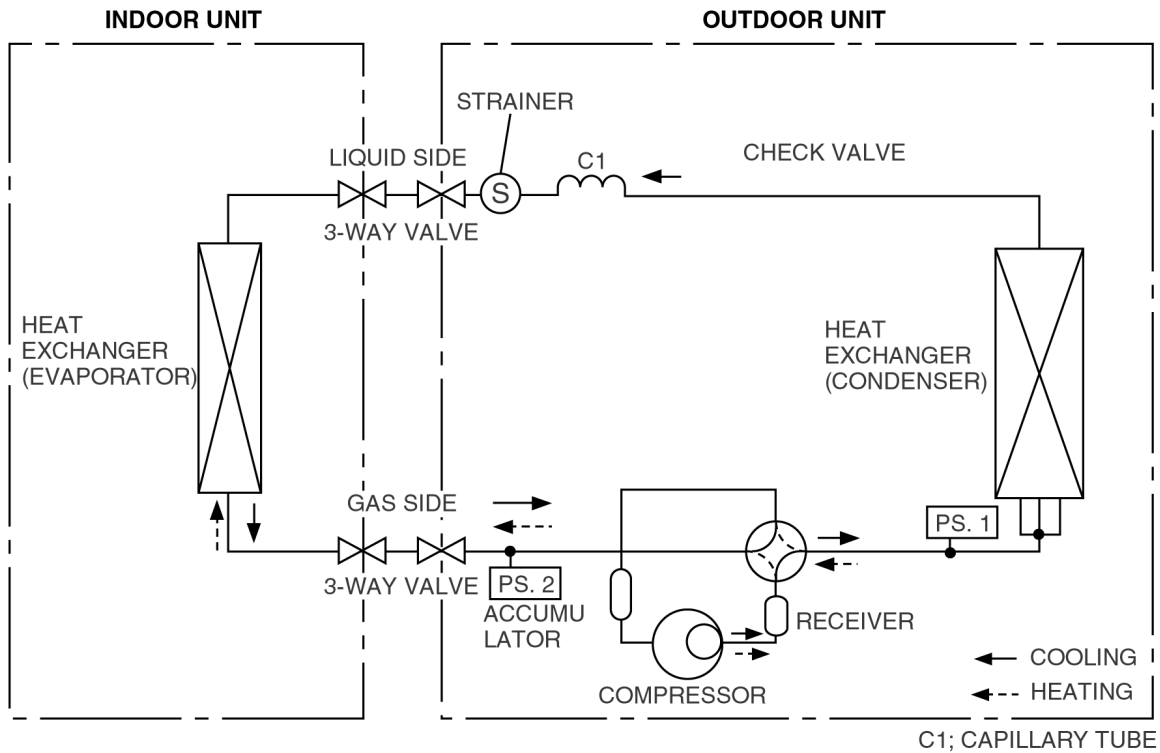 INDOOR UNIT
OUTDOOR UNIT
STRAINER
LIQUID SIDE
C1
CHECK VALVE
S
3-WAY VALVE
HEAT
EXCHANGER
(EVAPORATOR)
HEAT
EXCHANGER
(CONDENSER)
GAS SIDE
PS. 1
3-WAY VALVE
PS. 2
ACCUMU
LATOR
RECEIVER
COMPRESSOR
COOLING
HEATING
C1; CAPILLARY TUBE